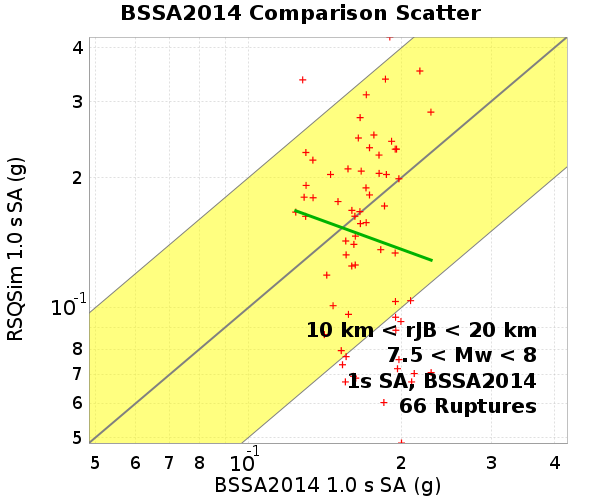 BSSA2014 Comparison Scatter
RSQSim 1.0 s SA (g)
4
3
2
10^-1
8
7
6
5
10 km < rJB < 20 km
7.5 < Mw < 8
1s SA, BSSA2014
66 Ruptures
5 6 7 8 10^-1 2 3 4
BSSA2014 1.0 s SA (g)